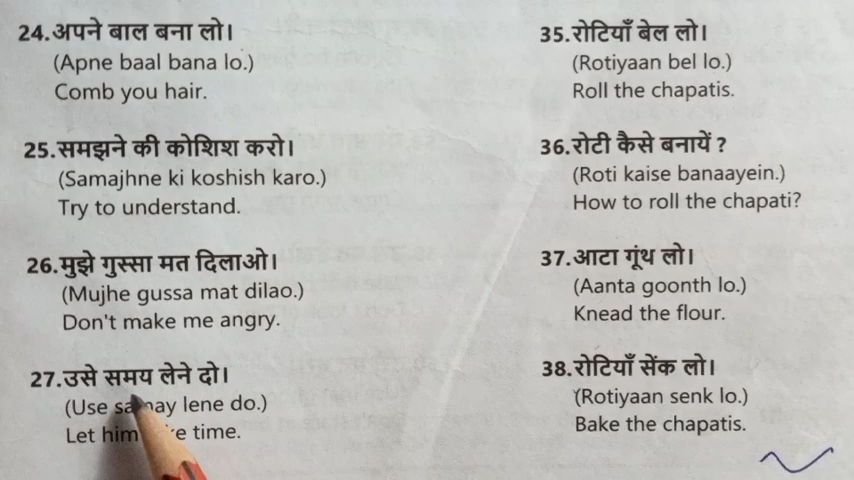 24.अपने बाल बना लो।
(Apne baal bana lo.)
Comb you hair.
25.समझने की कोशिश करो।
(Samajhne ki koshish karo.)
Try to understand.
26.मुझे गुस्सा मत दिलाओ।
(Mujhe gussa mat dilao.)
Don't make me angry.
27.उसे समय लेने दो।
(Use lene do.)
Let him time.
35.रोटियाँ बेल लो।
(Rotiyaan bel lo.)
Roll the chapatis.
36.रोटी कैसे बनायें ?
(Roti kaise banaayein.)
How to roll the chapati?
37.आटा गूंथ लो।
(Aanta goonth lo.)
Knead the flour.
38.रोटियाँ सेंक लो।
(Rotiyaan senk lo.)
Bake the chapatis.